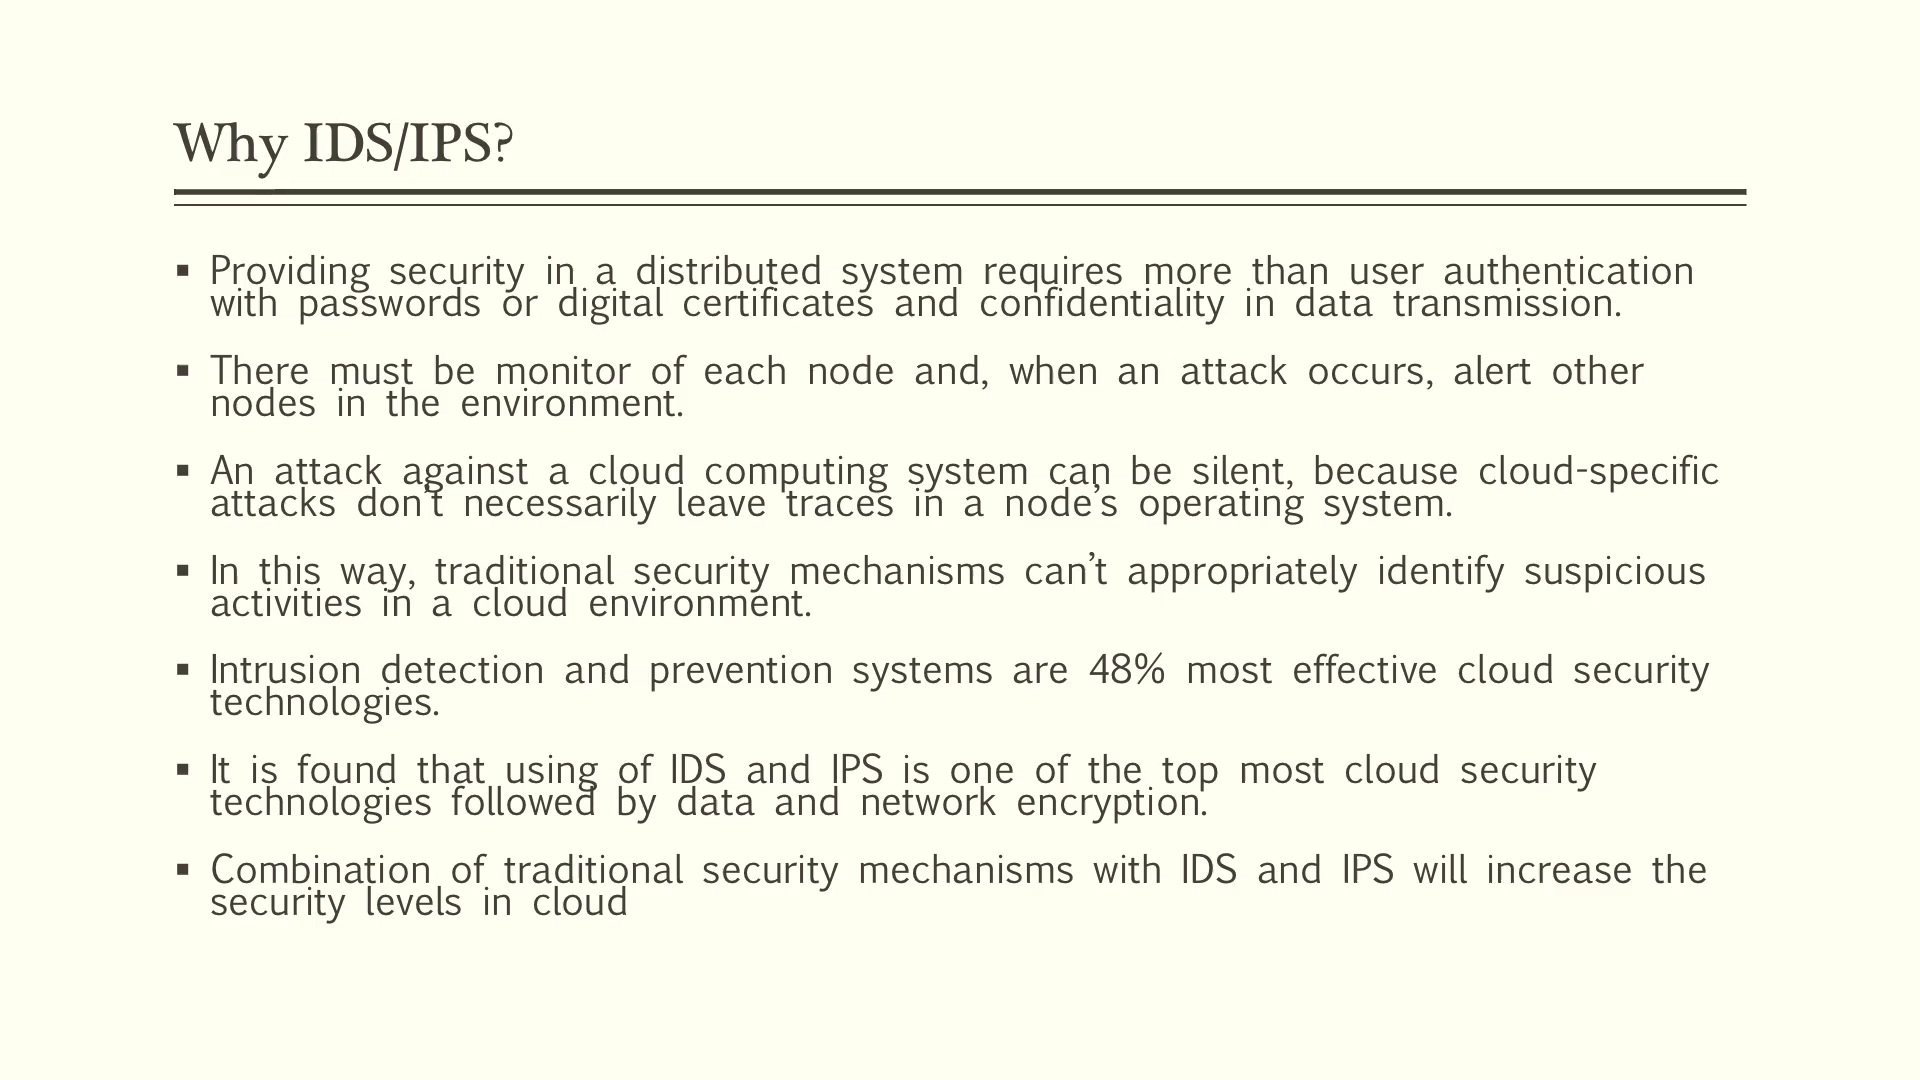 Why IDS/IPS?
▪ Providing security in a distributed system requires more than user authentication
with passwords or digital certificates and confidentiality in data transmission.
▪ There must be monitor of each node and, when an attack occurs, alert other
nodes in the environment.
▪ An attack against a cloud computing system can be silent, because cloud-specific
attacks don’t necessarily leave traces in a node’s operating system.
▪ In this way, traditional security mechanisms can’t appropriately identify suspicious
activities in a cloud environment.
▪ Intrusion detection and prevention systems are 48% most effective cloud security
technologies.
▪ It is found that using of IDS and IPS is one of the top most cloud security
technologies followed by data and network encryption.
▪ Combination of traditional security mechanisms with IDS and IPS will increase the
security levels in cloud